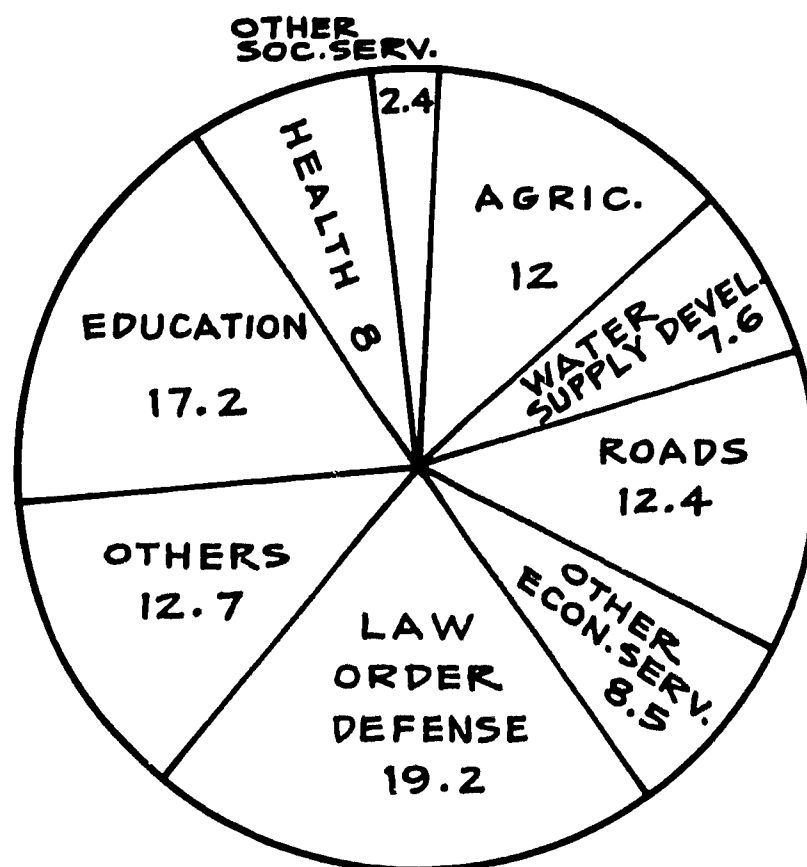 OTHER
SOC.SERV.
2.4
AGRIC.
12
WATER
SUPPLY DEVEL.
7.6
ROADS
12.4
OTHER
ECON.SERV.
8.5
LAW
ORDER
DEFENSE
19.2
OTHERS
12.7
EDUCATION
17.2
HEALTH 8